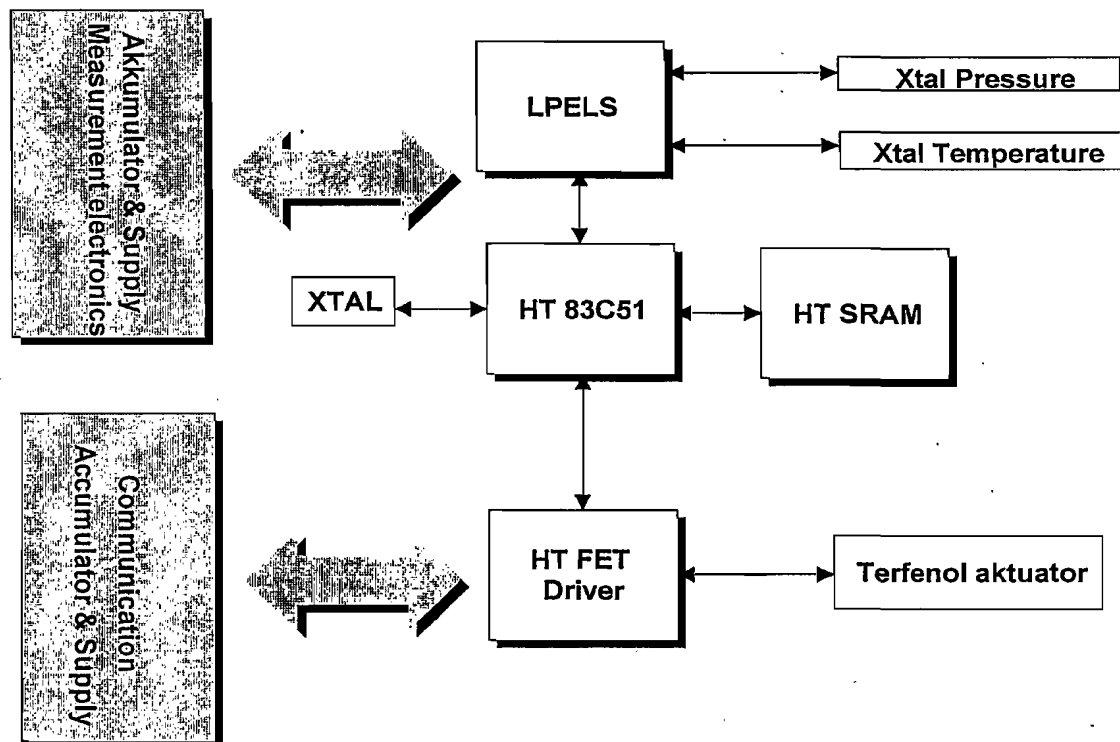 Akkumulator & Supply
Measurement electronics
LPELS
Xtal Pressure
Xtal Temperature
XTAL
HT 83C51
HT SRAM
Communication
Accumulator & Supply
HT FET
Driver
Terfenol aktuator